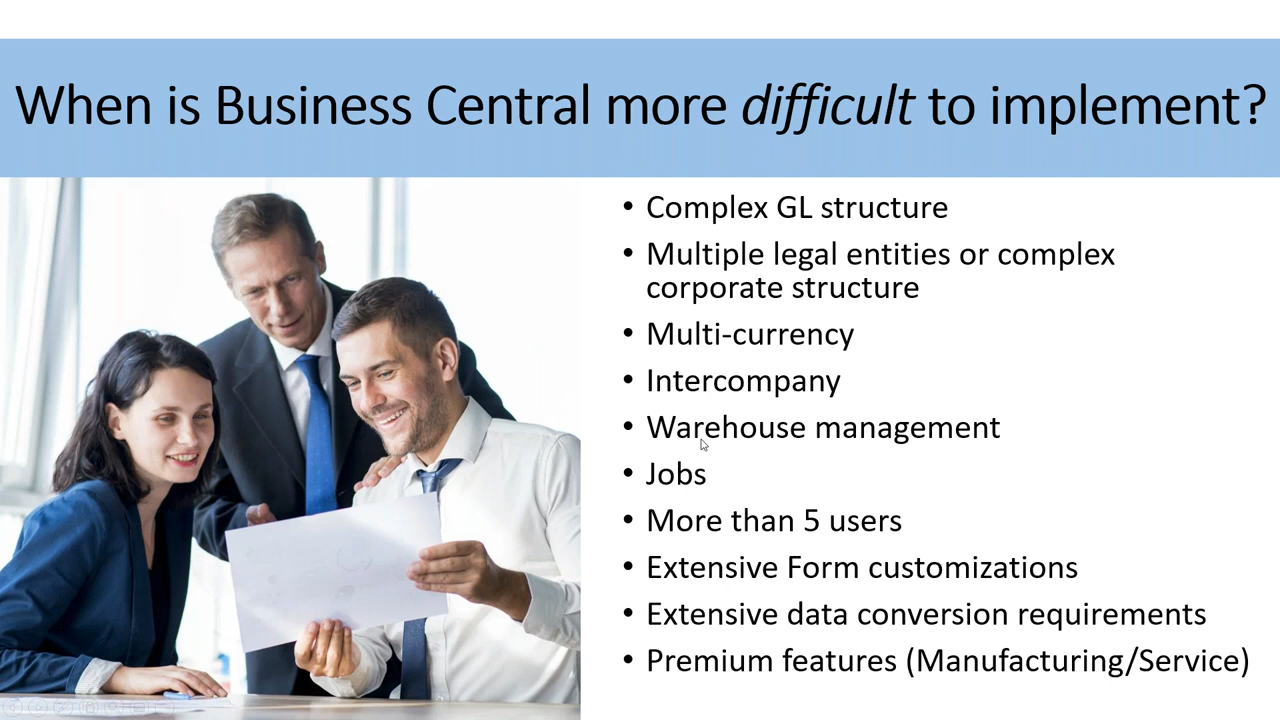 When is Business Central more difficult to implement?
• Complex GL structure
• Multiple legal entities or complex
corporate structure
• Multi-currency
• Intercompany
• Warehouse management
• Jobs
• More than 5 users
• Extensive Form customizations
• Extensive data conversion requirements
• Premium features (Manufacturing/Service)